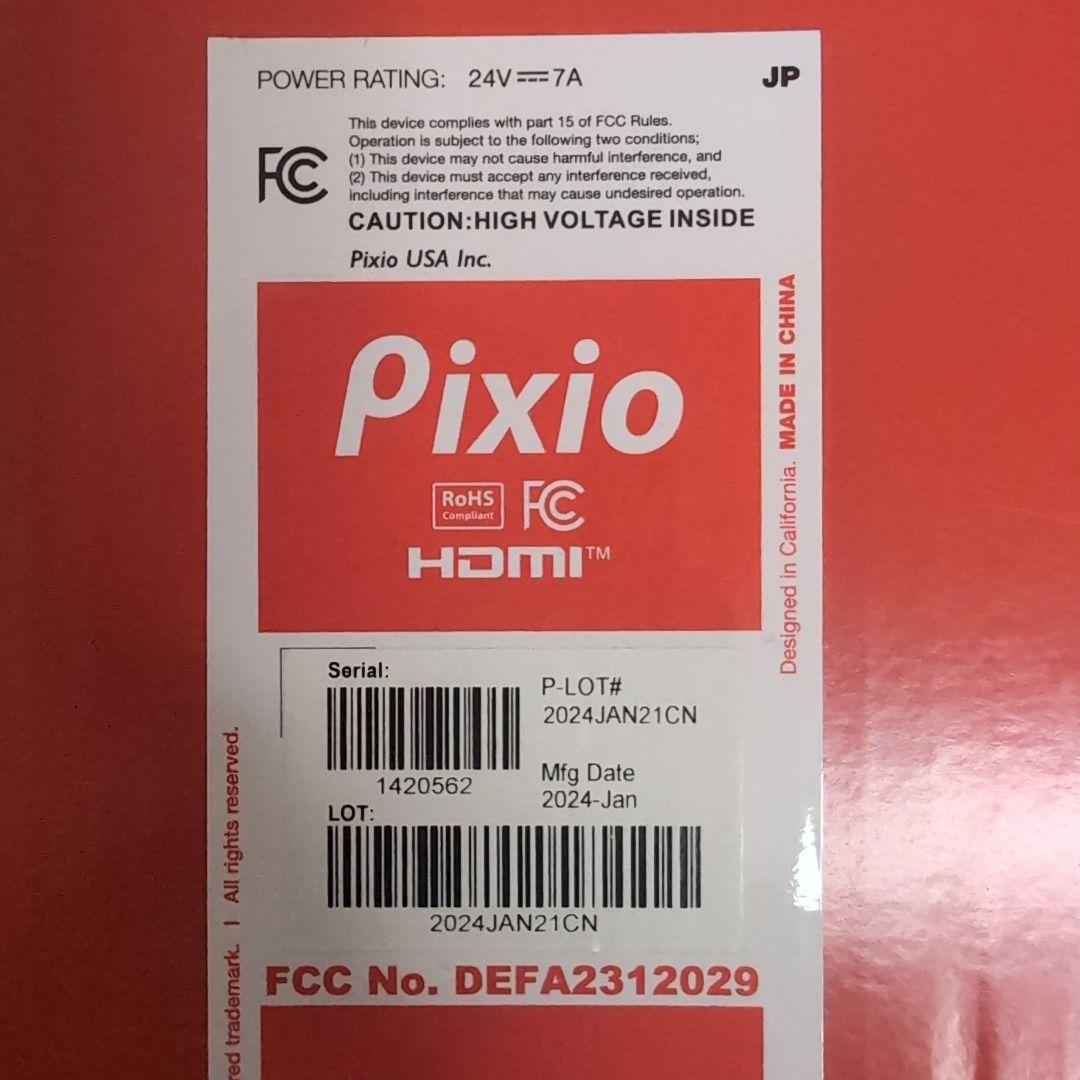 POWER RATING: 24V⎓7A
JP
FC
This device complies with part 15 of FCC Rules.
Operation is subject to the following two conditions;
(1) This device may not cause harmful interference, and
(2) This device must accept any interference received,
including interference that may cause undesired operation.
CAUTION:HIGH VOLTAGE INSIDE
Pixio USA Inc.
Pixio
RoHS
Compliant
FC
HDMI™
Designed in California. MADE IN CHINA
Serial:
1420562
P-LOT#
2024JAN21CN
Mfg Date
2024-Jan
LOT:
2024JAN21CN
FCC No. DEFA2312029
trademark. | All rights reserved.